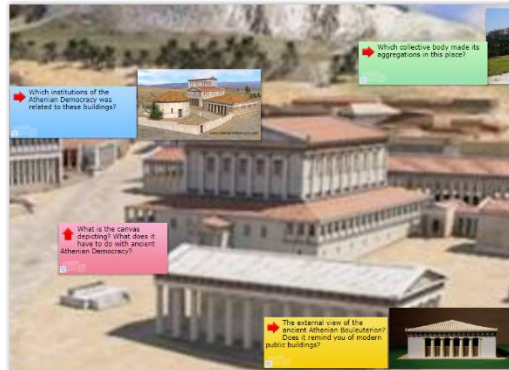 Which collective body made its
aggregations in this place?
Which institutions of the
Athenian Democracy was
related to these buildings?
What is the canvas
depicting? What does it
have to do with ancient
Athenian Democracy?
The external view of the
ancient Athenian Bouleuterion?
Does it remind you of modern
public buildings?